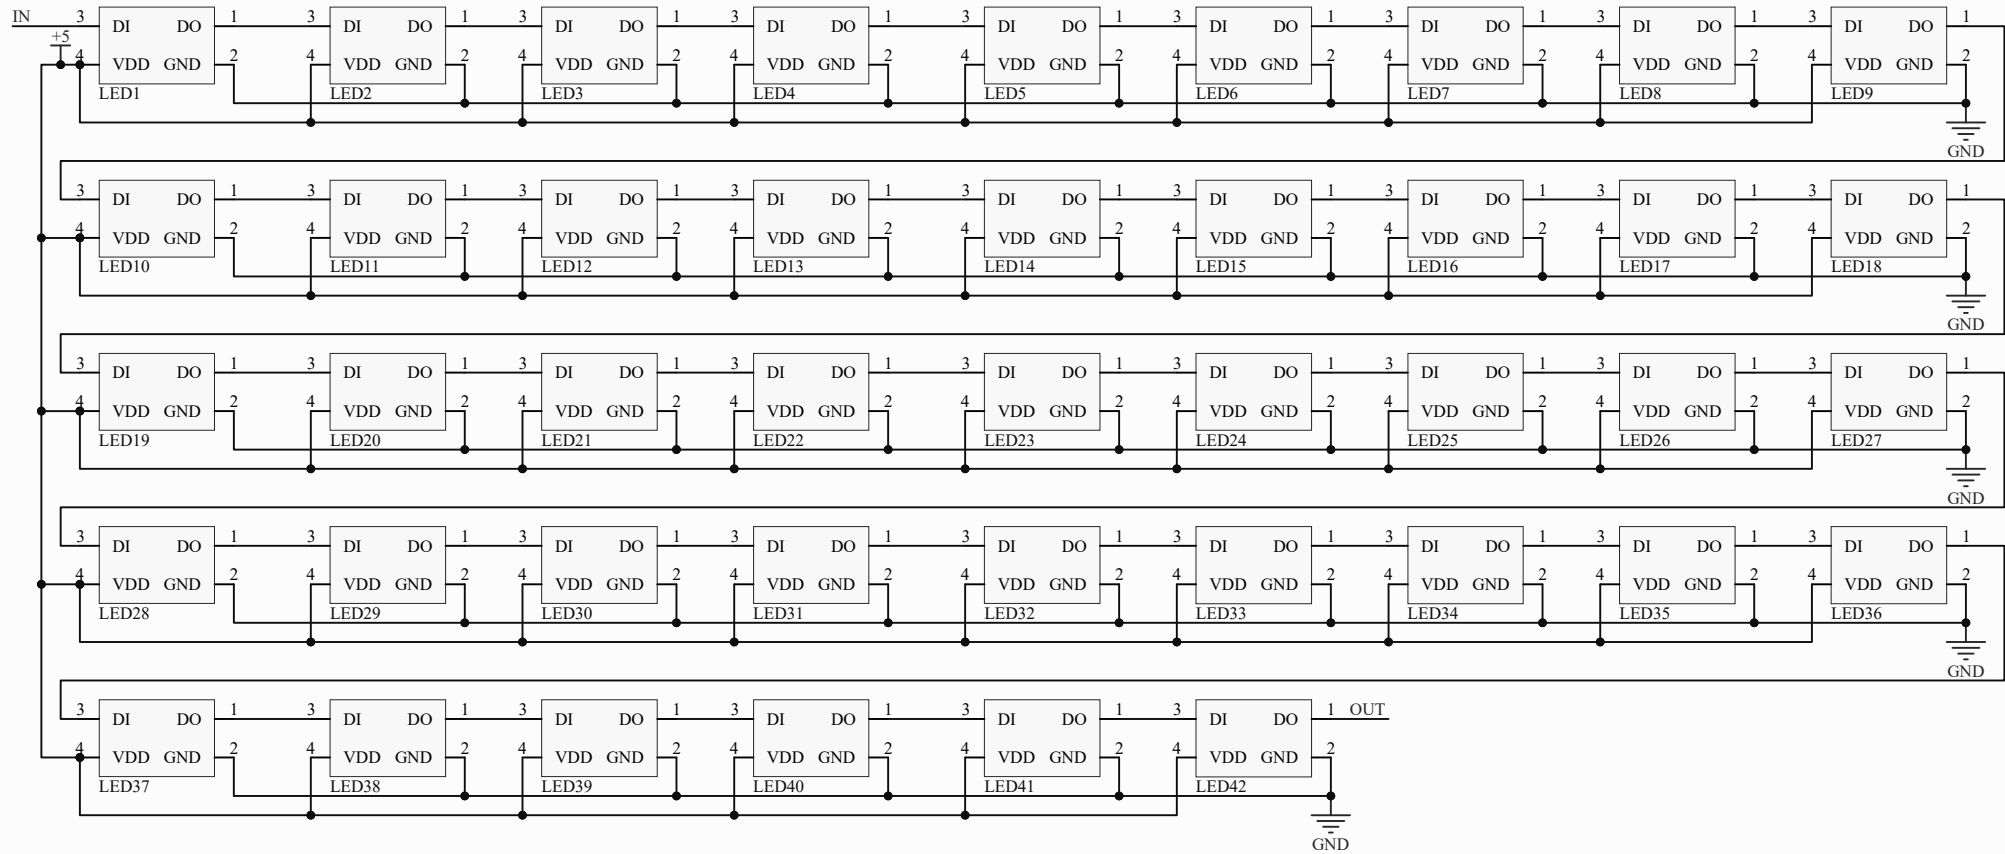 IN 3 DI DO 1 3 DI DO 1 3 DI DO 1 3 DI DO 1 3 DI DO 1 3 DI DO 1 3 DI DO 1 3 DI DO 1 3 DI DO 1
+5
4 VDD GND 2 4 VDD GND 2 4 VDD GND 2 4 VDD GND 2 4 VDD GND 2 4 VDD GND 2 4 VDD GND 2 4 VDD GND 2 4 VDD GND 2
LED1 LED2 LED3 LED4 LED5 LED6 LED7 LED8 LED9
GND
3 DI DO 1 3 DI DO 1 3 DI DO 1 3 DI DO 1 3 DI DO 1 3 DI DO 1 3 DI DO 1 3 DI DO 1 3 DI DO 1
4 VDD GND 2 4 VDD GND 2 4 VDD GND 2 4 VDD GND 2 4 VDD GND 2 4 VDD GND 2 4 VDD GND 2 4 VDD GND 2 4 VDD GND 2
LED10 LED11 LED12 LED13 LED14 LED15 LED16 LED17 LED18
GND
3 DI DO 1 3 DI DO 1 3 DI DO 1 3 DI DO 1 3 DI DO 1 3 DI DO 1 3 DI DO 1 3 DI DO 1 3 DI DO 1
4 VDD GND 2 4 VDD GND 2 4 VDD GND 2 4 VDD GND 2 4 VDD GND 2 4 VDD GND 2 4 VDD GND 2 4 VDD GND 2 4 VDD GND 2
LED19 LED20 LED21 LED22 LED23 LED24 LED25 LED26 LED27
GND
3 DI DO 1 3 DI DO 1 3 DI DO 1 3 DI DO 1 3 DI DO 1 3 DI DO 1 3 DI DO 1 3 DI DO 1 3 DI DO 1
4 VDD GND 2 4 VDD GND 2 4 VDD GND 2 4 VDD GND 2 4 VDD GND 2 4 VDD GND 2 4 VDD GND 2 4 VDD GND 2 4 VDD GND 2
LED28 LED29 LED30 LED31 LED32 LED33 LED34 LED35 LED36
GND
3 DI DO 1 3 DI DO 1 3 DI DO 1 3 DI DO 1 3 DI DO 1 3 DI DO 1 OUT
4 VDD GND 2 4 VDD GND 2 4 VDD GND 2 4 VDD GND 2 4 VDD GND 2 4 VDD GND 2
LED37 LED38 LED39 LED40 LED41 LED42
GND